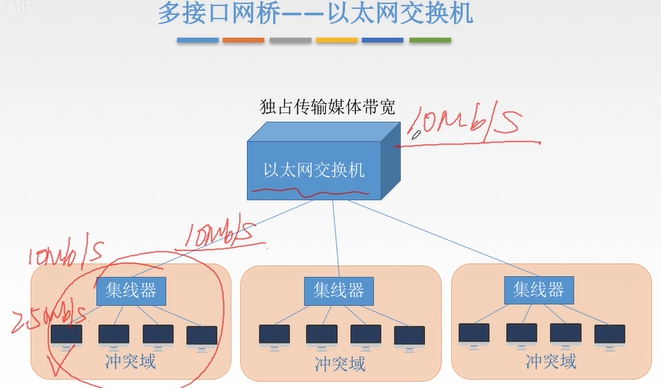 多接口网桥——以太网交换机
独占传输媒体带宽
10Mb/S
以太网交换机
10Mb/S
10Mb/S
集线器
集线器
集线器
2.5Mb/s
冲突域
冲突域
冲突域